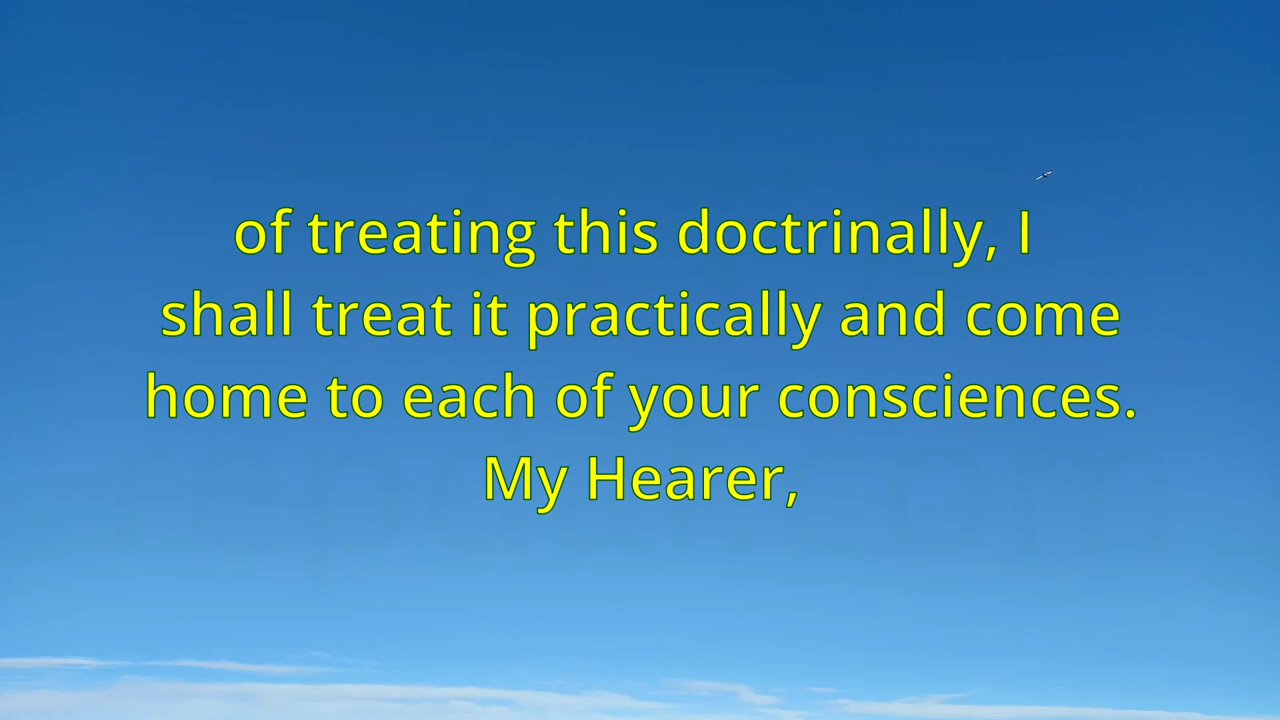 of treating this doctrinally, I
shall treat it practically and come
home to each of your consciences.
My Hearer,